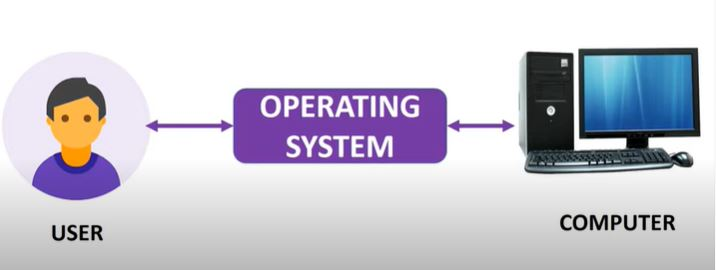 OPERATING
SYSTEM
USER
COMPUTER